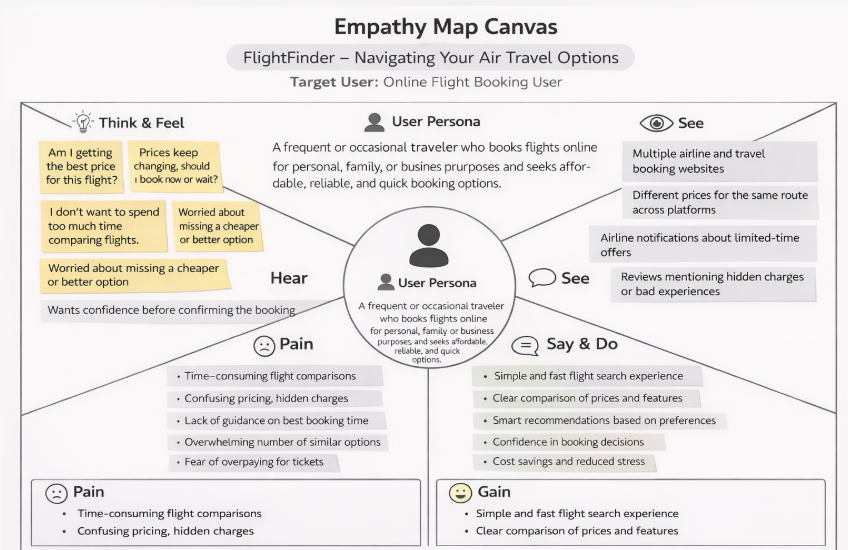 Empathy Map Canvas
FlightFinder – Navigating Your Air Travel Options
Target User: Online Flight Booking User
Think & Feel
Am I getting
the best price
for this flight?
Prices keep
changing, should
I book now or wait?
I don't want to spend
too much time
comparing flights.
Worried about
missing a cheaper
or better option
Worried about missing a cheaper
or better option
Wants confidence before confirming the booking
User Persona
A frequent or occasional traveler who books flights online
for personal, family, or busines prurposes and seeks affor-
dable, reliable, and quick booking options.
See
Multiple airline and travel
booking websites
Different prices for the same route
across platforms
Airline notifications about limited-time
offers
Reviews mentioning hidden charges
or bad experiences
Hear
User Persona
A frequent or occasional traveler
who books flights online
for personal, family or business
purposes, and seeks affordable,
reliable, and quick
options.
See
Pain
• Time-consuming flight comparisons
• Confusing pricing, hidden charges
• Lack of guidance on best booking time
• Overwhelming number of similar options
• Fear of overpaying for tickets
Say & Do
• Simple and fast flight search experience
• Clear comparison of prices and features
• Smart recommendations based on preferences
• Confidence in booking decisions
• Cost savings and reduced stress
Pain
• Time-consuming flight comparisons
• Confusing pricing, hidden charges
Gain
• Simple and fast flight search experience
• Clear comparison of prices and features